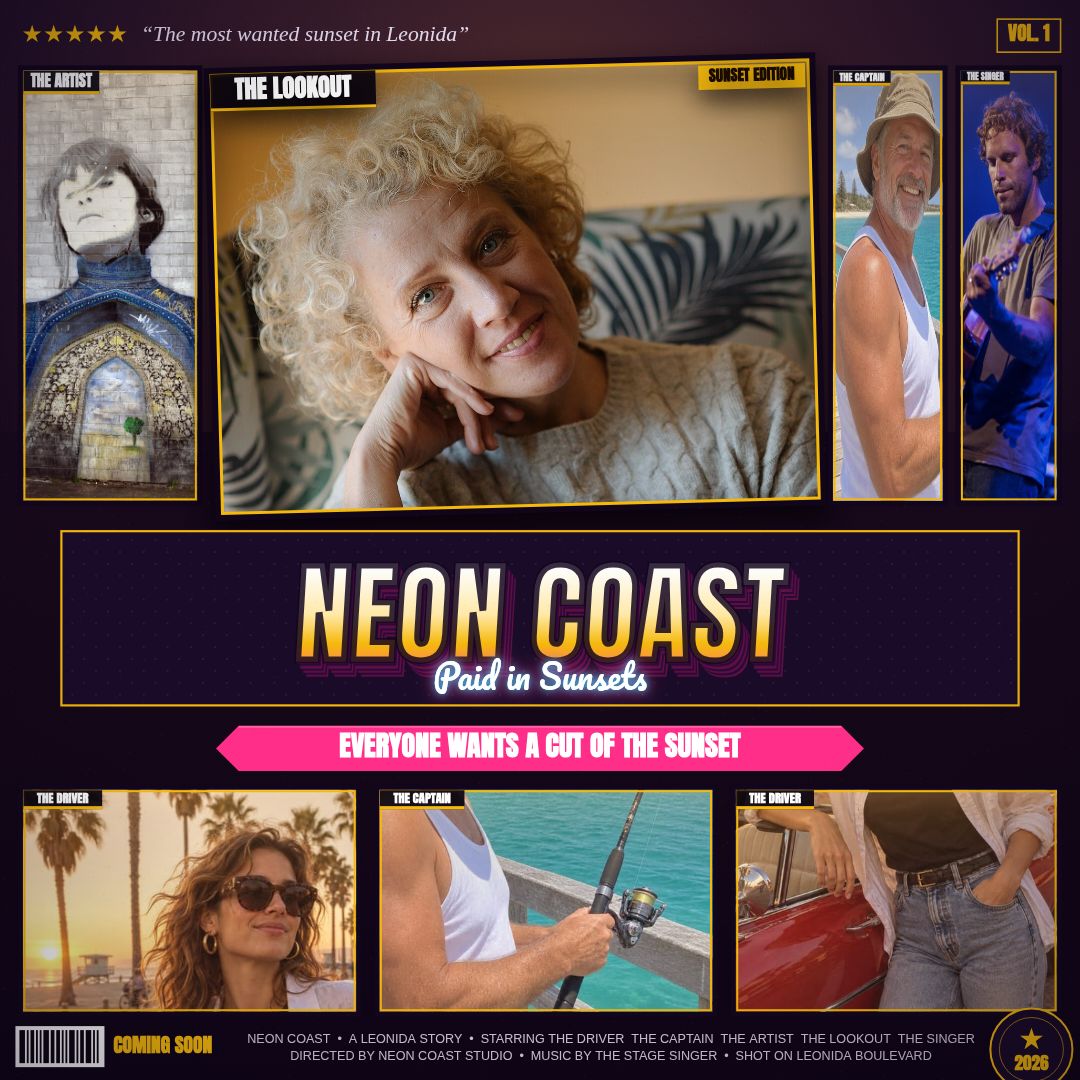 ★★★★★ “The most wanted sunset in Leonida”
VOL. 1
THE ARTIST
THE LOOKOUT
SUNSET EDITION
THE CAPTAIN
THE SINGER
NEON COAST
Paid in Sunsets
EVERYONE WANTS A CUT OF THE SUNSET
THE DRIVER
THE CAPTAIN
THE DRIVER
COMING SOON
NEON COAST • A LEONIDA STORY • STARRING THE DRIVER THE CAPTAIN THE ARTIST THE LOOKOUT THE SINGER
DIRECTED BY NEON COAST STUDIO • MUSIC BY THE STAGE SINGER • SHOT ON LEONIDA BOULEVARD
★
2026